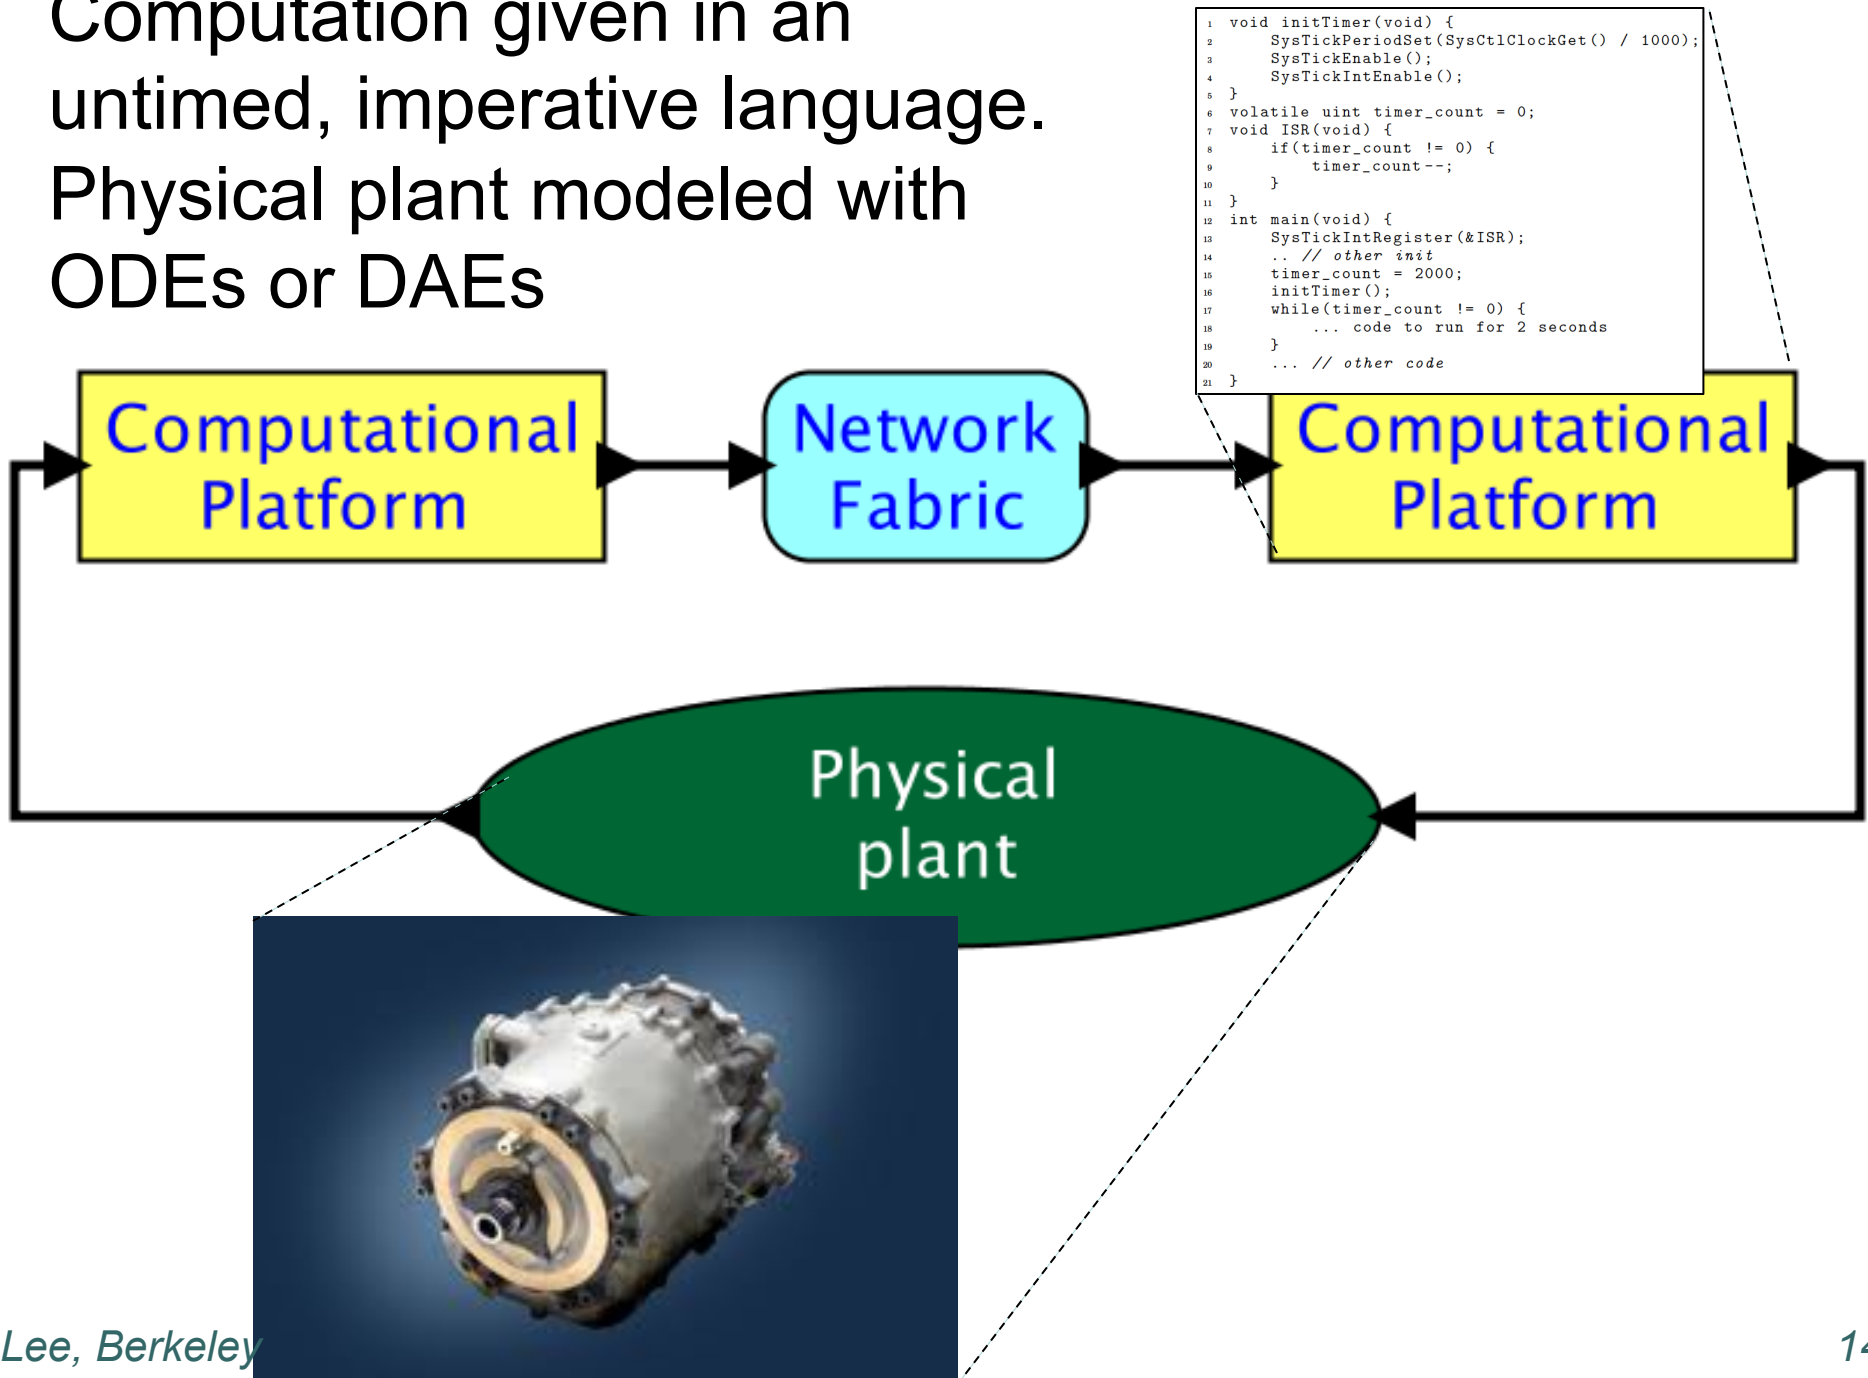 Computation given in an
untimed, imperative language.
Physical plant modeled with
ODEs or DAEs
1 void initTimer(void) {
2 SysTickPeriodSet(SysCtlClockGet() / 1000);
3 SysTickEnable();
4 SysTickIntEnable();
5 }
6 volatile uint timer_count = 0;
7 void ISR(void) {
8 if(timer_count != 0) {
9 timer_count--;
10 }
11 }
12 int main(void) {
13 SysTickIntRegister(&ISR);
14 .. // other init
15 timer_count = 2000;
16 initTimer();
17 while(timer_count != 0) {
18 ... code to run for 2 seconds
19 }
20 ... // other code
21 }
Computational
Platform
Network
Fabric
Computational
Platform
Physical
plant
Lee, Berkeley
14